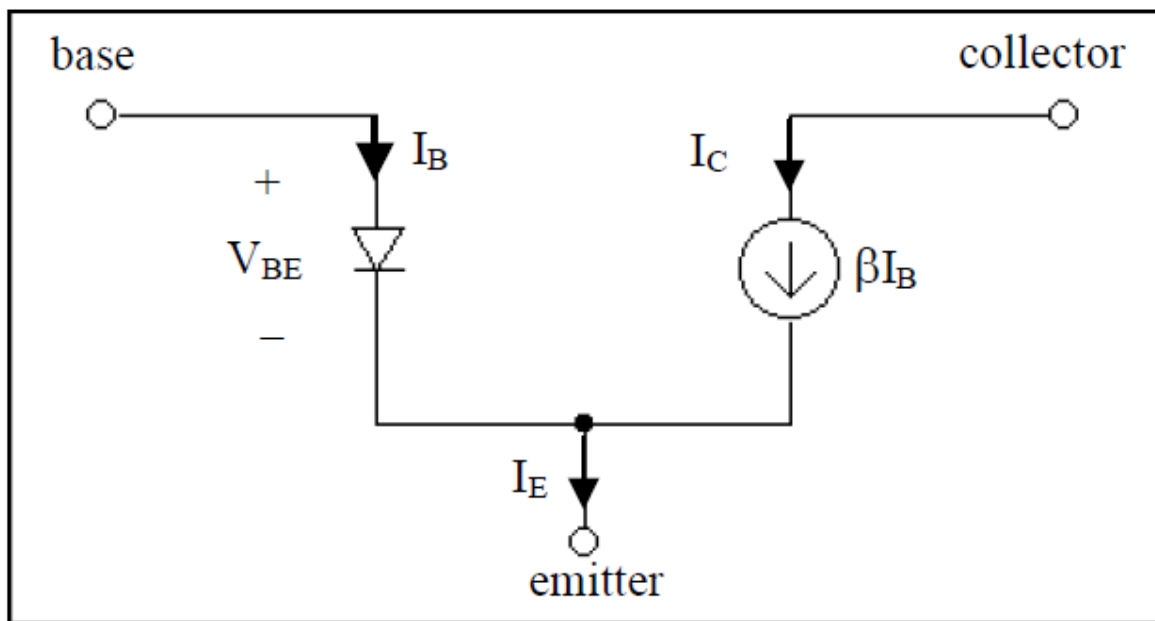 base
collector
I_B
I_C
+
V_BE
βI_B
−
I_E
emitter